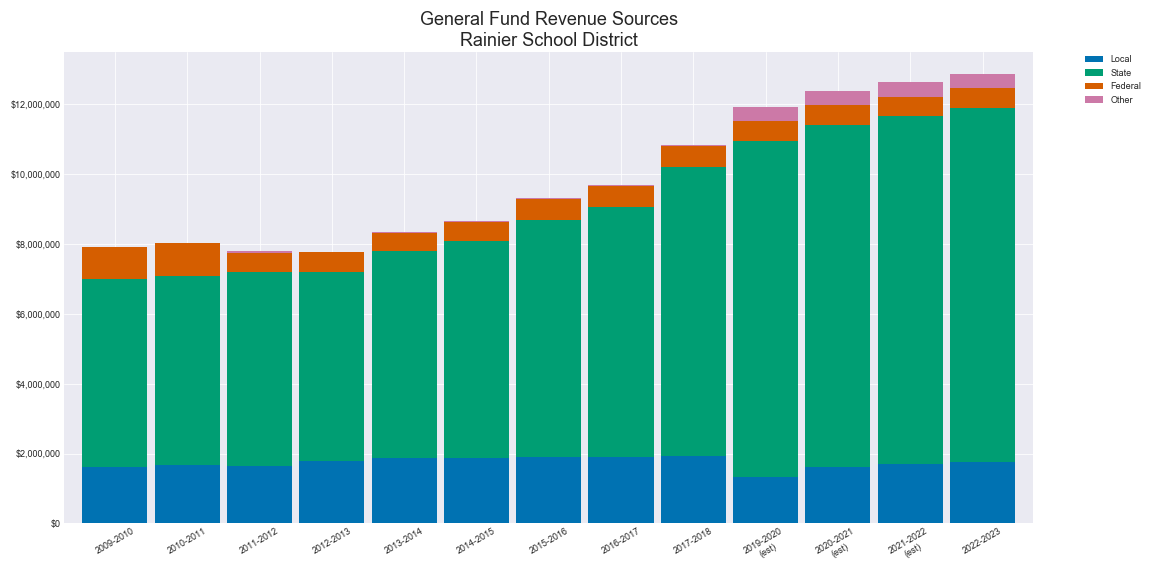 General Fund Revenue Sources
Rainier School District
Local
State
Federal
Other
$12,000,000
$10,000,000
$8,000,000
$6,000,000
$4,000,000
$2,000,000
$0
2009-2010
2010-2011
2011-2012
2012-2013
2013-2014
2014-2015
2015-2016
2016-2017
2017-2018
2019-2020
(est)
2020-2021
(est)
2021-2022
(est)
2022-2023